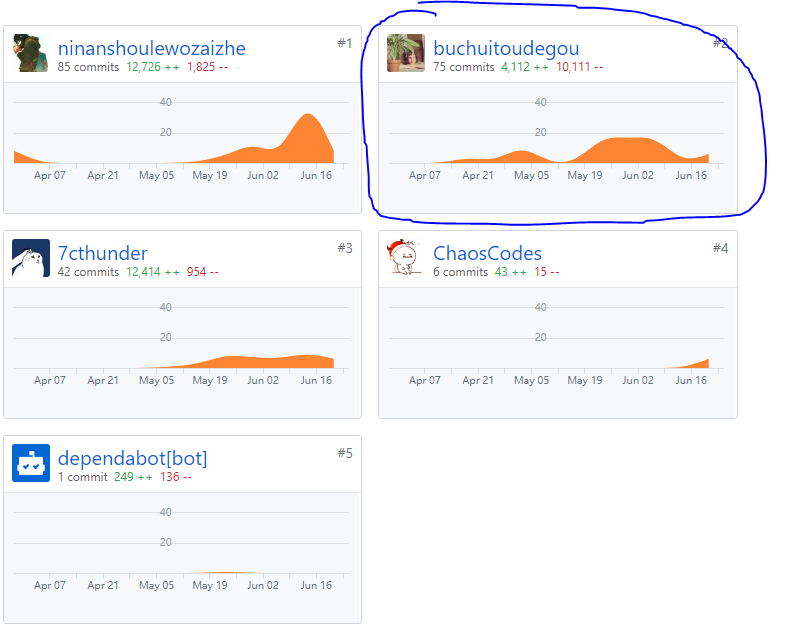 ninanshoulewozaizhe #1
85 commits 12,726 ++ 1,825 --
40
20
Apr 07 Apr 21 May 05 May 19 Jun 02 Jun 16
buchuitoudegou #2
75 commits 4,112 ++ 10,111 --
40
20
Apr 07 Apr 21 May 05 May 19 Jun 02 Jun 16
7cthunder #3
42 commits 12,414 ++ 954 --
40
20
Apr 07 Apr 21 May 05 May 19 Jun 02 Jun 16
ChaosCodes #4
6 commits 43 ++ 15 --
40
20
Apr 07 Apr 21 May 05 May 19 Jun 02 Jun 16
dependabot[bot] #5
1 commit 249 ++ 136 --
40
20
Apr 07 Apr 21 May 05 May 19 Jun 02 Jun 16